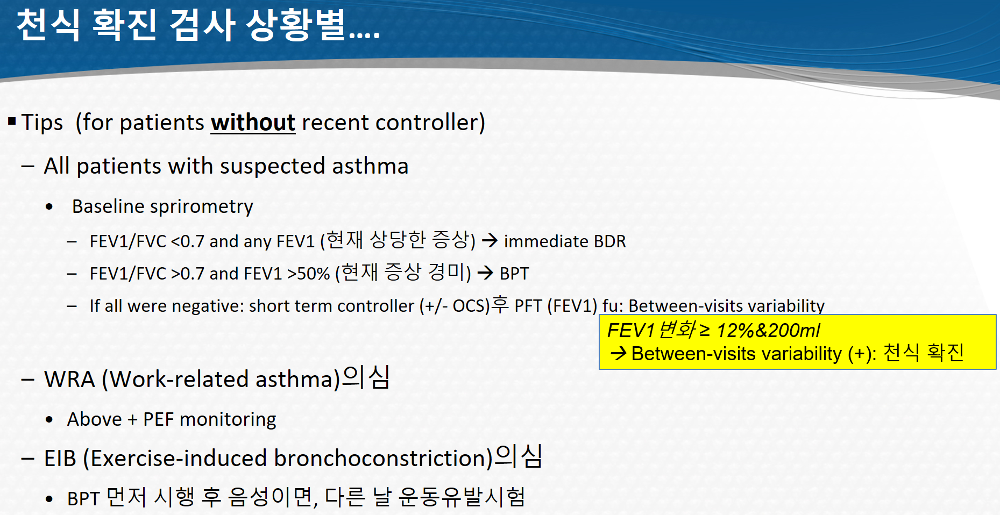 천식 확진 검사 상황별....
▪ Tips (for patients without recent controller)
– All patients with suspected asthma
• Baseline sprirometry
– FEV1/FVC <0.7 and any FEV1 (현재 상당한 증상) → immediate BDR
– FEV1/FVC >0.7 and FEV1 >50% (현재 증상 경미) → BPT
– If all were negative: short term controller (+/- OCS)후 PFT (FEV1) fu: Between-visits variability
FEV1변화 ≥ 12%&200ml
→ Between-visits variability (+): 천식 확진
– WRA (Work-related asthma)의심
• Above + PEF monitoring
– EIB (Exercise-induced bronchoconstriction)의심
• BPT 먼저 시행 후 음성이면, 다른 날 운동유발시험